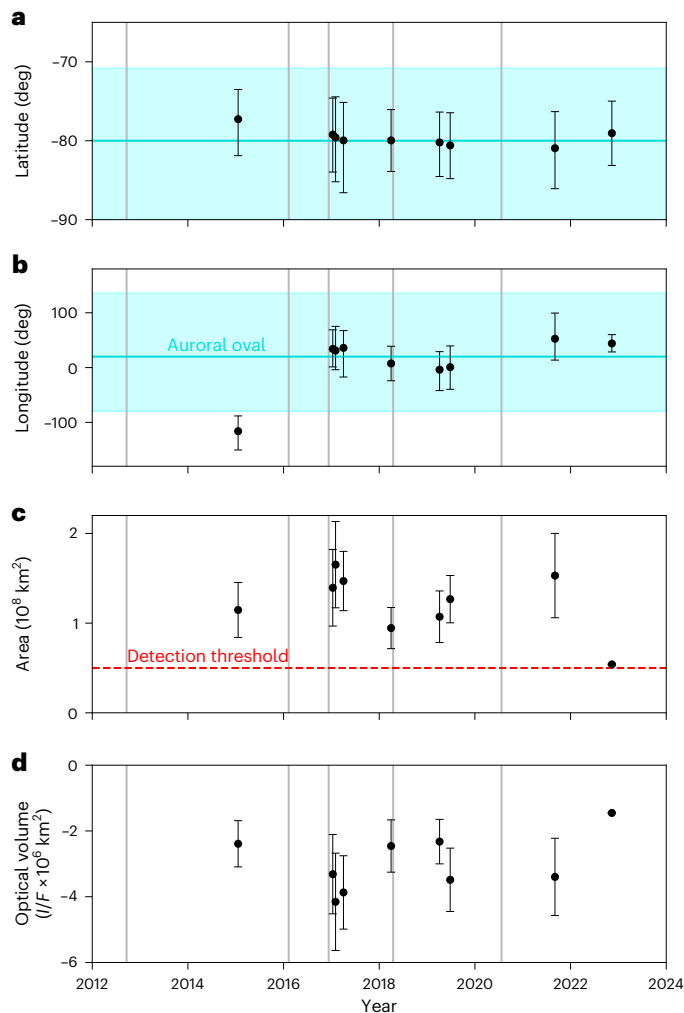 a
Latitude (deg)
−70
−80
−90
b
Longitude (deg)
100
0
−100
Auroral oval
c
Area (10⁸ km²)
2
1
0
Detection threshold
d
Optical volume
(I/F ×10⁶ km²)
0
−2
−4
−6
2012 2014 2016 2018 2020 2022 2024
Year